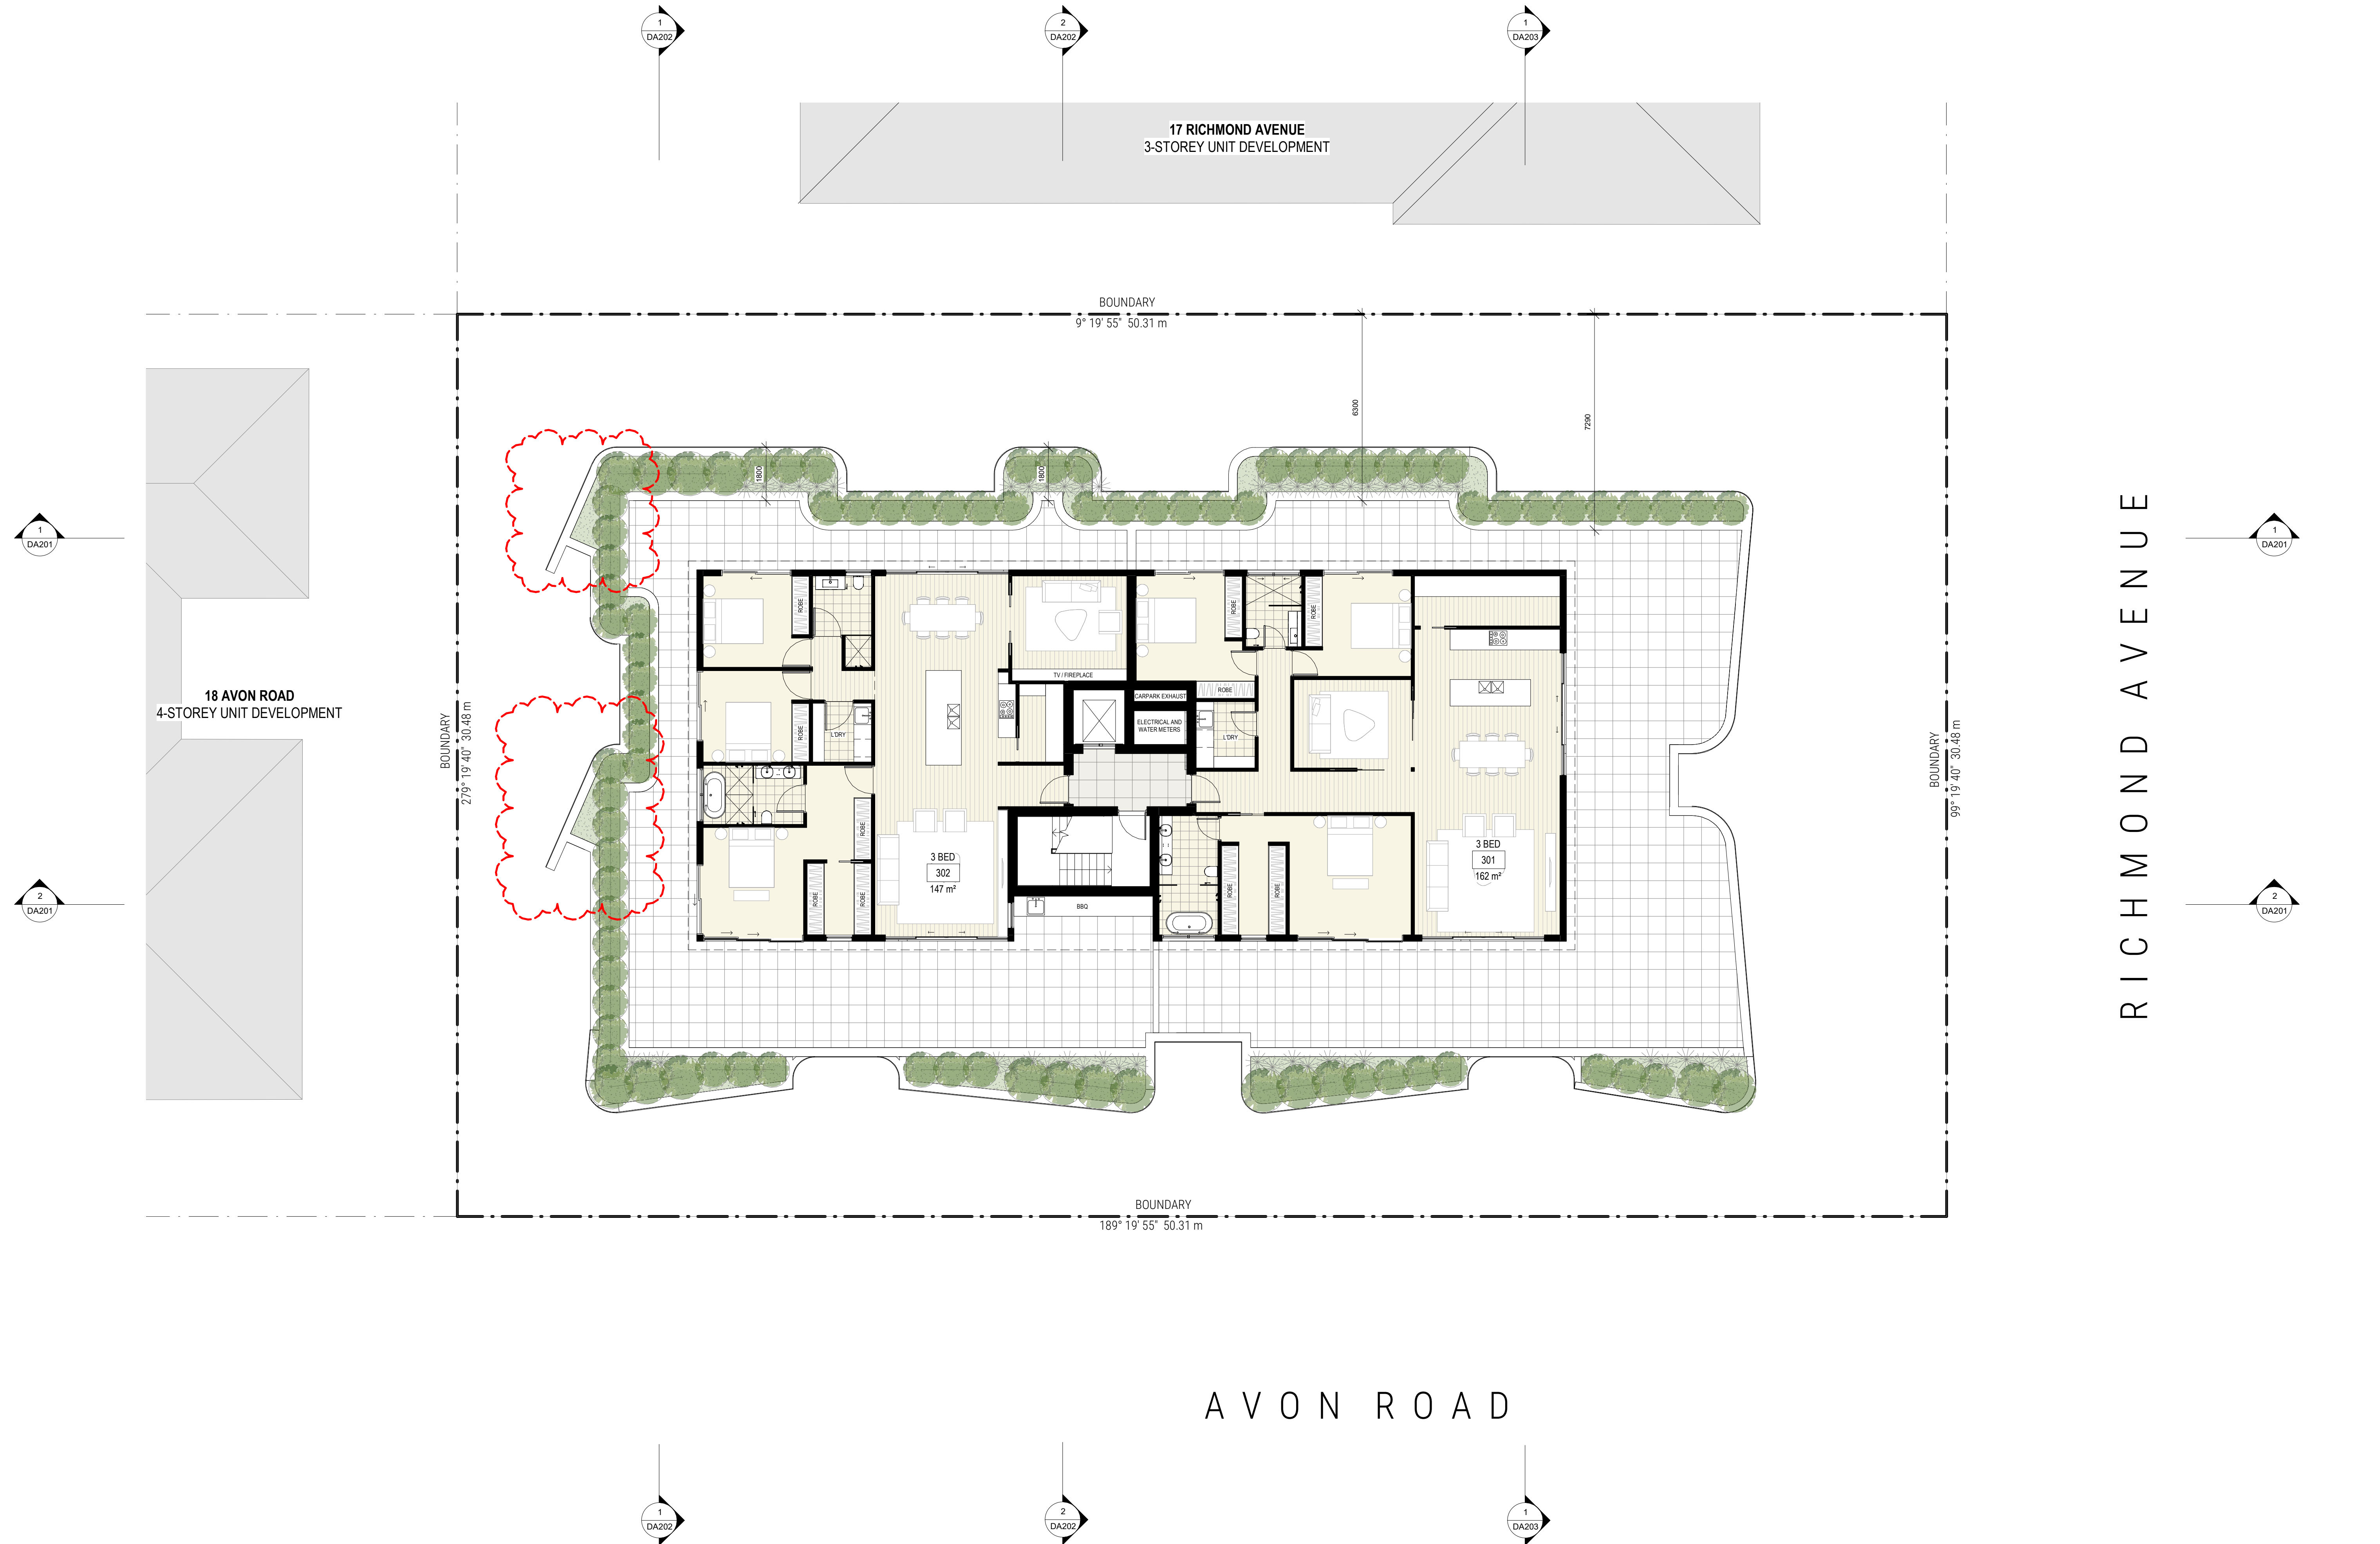 1
DA202
2
DA202
1
DA203
17 RICHMOND AVENUE
3-STOREY UNIT DEVELOPMENT
BOUNDARY
9° 19' 55" 50.31 m
6300
7290
1800
1800
1
DA201
1
DA201
ROBE
ROBE
ROBE
TV / FIREPLACE
ROBE
CARPARK EXHAUST
ELECTRICAL AND
WATER METERS
18 AVON ROAD
4-STOREY UNIT DEVELOPMENT
BOUNDARY
279° 19' 40" 30.48 m
ROBE
L'DRY
L'DRY
BOUNDARY
99° 19' 40" 30.48 m
RICHMOND AVENUE
ROBE
3 BED
302
147 m²
3 BED
301
162 m²
ROBE
ROBE
ROBE
BBQ
2
DA201
2
DA201
BOUNDARY
189° 19' 55" 50.31 m
AVON ROAD
1
DA202
2
DA202
1
DA203